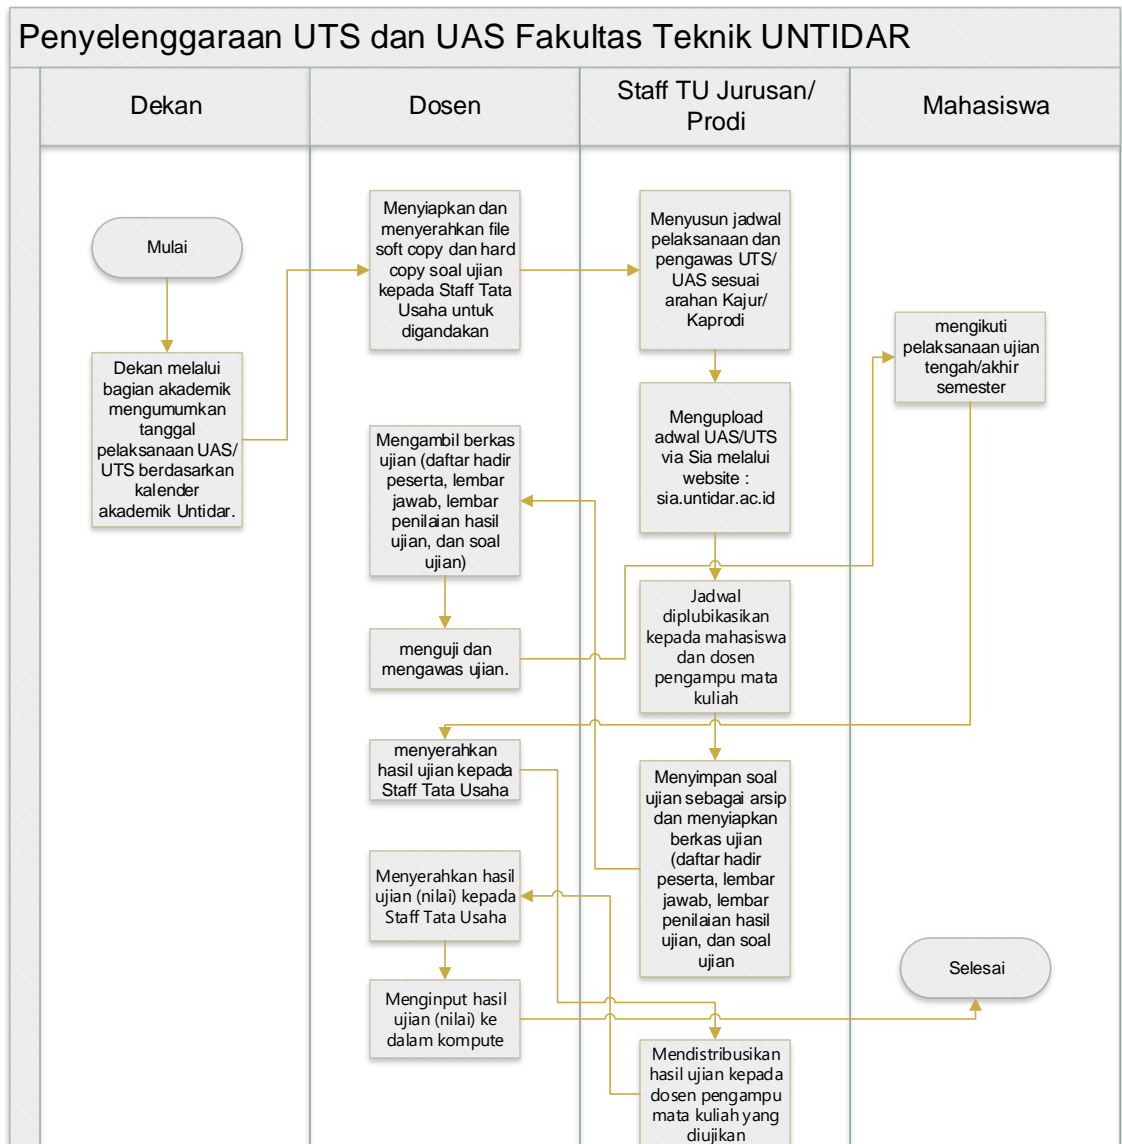 Penyelenggaraan UTS dan UAS Fakultas Teknik UNTIDAR
Dekan
Dosen
Staff TU Jurusan/
Prodi
Mahasiswa
Mulai
Dekan melalui
bagian akademik
mengumumkan
tanggal
pelaksanaan UAS/
UTS berdasarkan
kalender
akademik Untidar.
Menyiapkan dan
menyerahkan file
soft copy dan hard
copy soal ujian
kepada Staff Tata
Usaha untuk
digandakan
Menyusun jadwal
pelaksanaan dan
pengawas UTS/
UAS sesuai
arahan Kajur/
Kaprodi
Mengupload
adwal UAS/UTS
via Sia melalui
website :
sia.untidar.ac.id
Jadwal
diplubikasikan
kepada mahasiswa
dan dosen
pengampu mata
kuliah
Menyimpan soal
ujian sebagai arsip
dan menyiapkan
berkas ujian
(daftar hadir
peserta, lembar
jawab, lembar
penilaian hasil
ujian, dan soal
ujian
Mengambil berkas
ujian (daftar hadir
peserta, lembar
jawab, lembar
penilaian hasil
ujian, dan soal
ujian)
menguji dan
mengawas ujian.
mengikuti
pelaksanaan ujian
tengah/akhir
semester
menyerahkan
hasil ujian kepada
Staff Tata Usaha
Mendistribusikan
hasil ujian kepada
dosen pengampu
mata kuliah yang
diujikan
Menyerahkan hasil
ujian (nilai) kepada
Staff Tata Usaha
Menginput hasil
ujian (nilai) ke
dalam kompute
Selesai